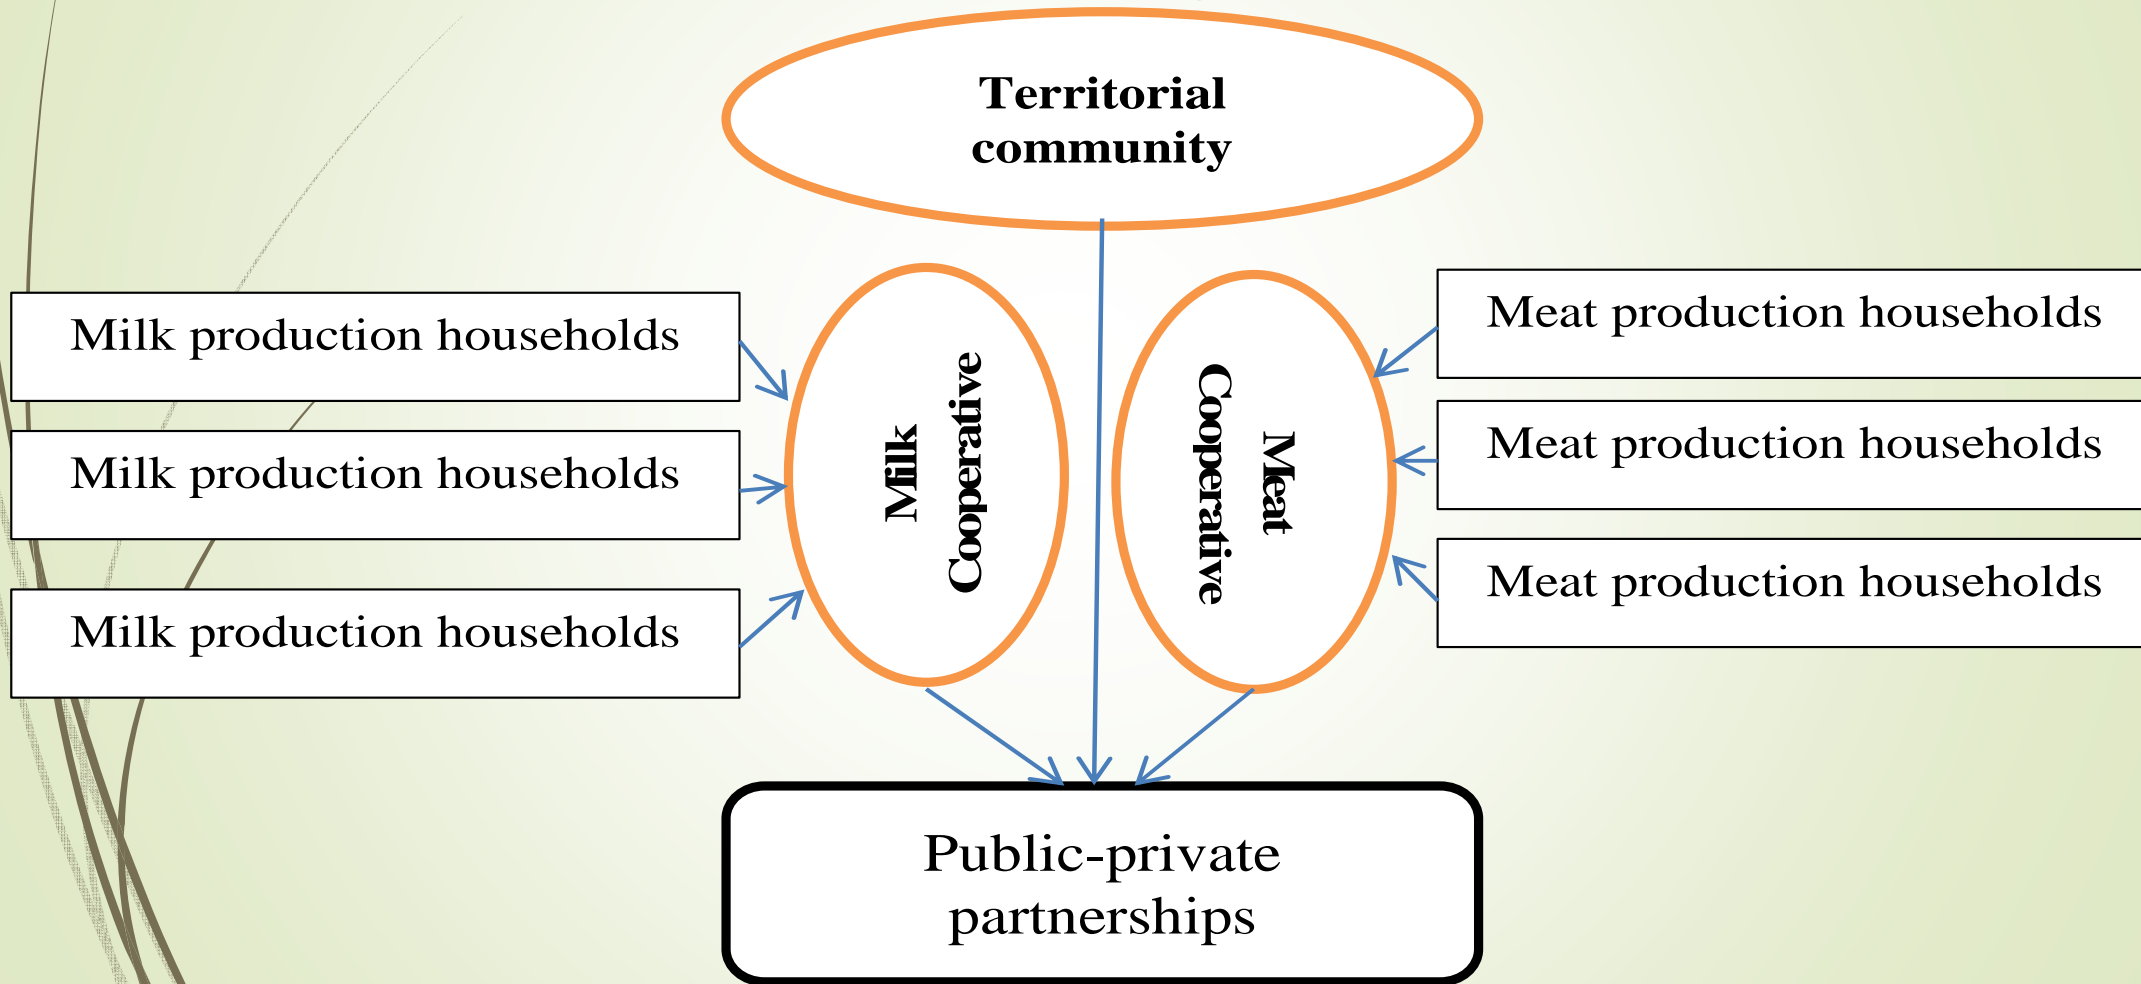 Territorial
community
Milk production households
Milk production households
Milk production households
Milk
Cooperative
Meat
Cooperative
Meat production households
Meat production households
Meat production households
Public-private
partnerships